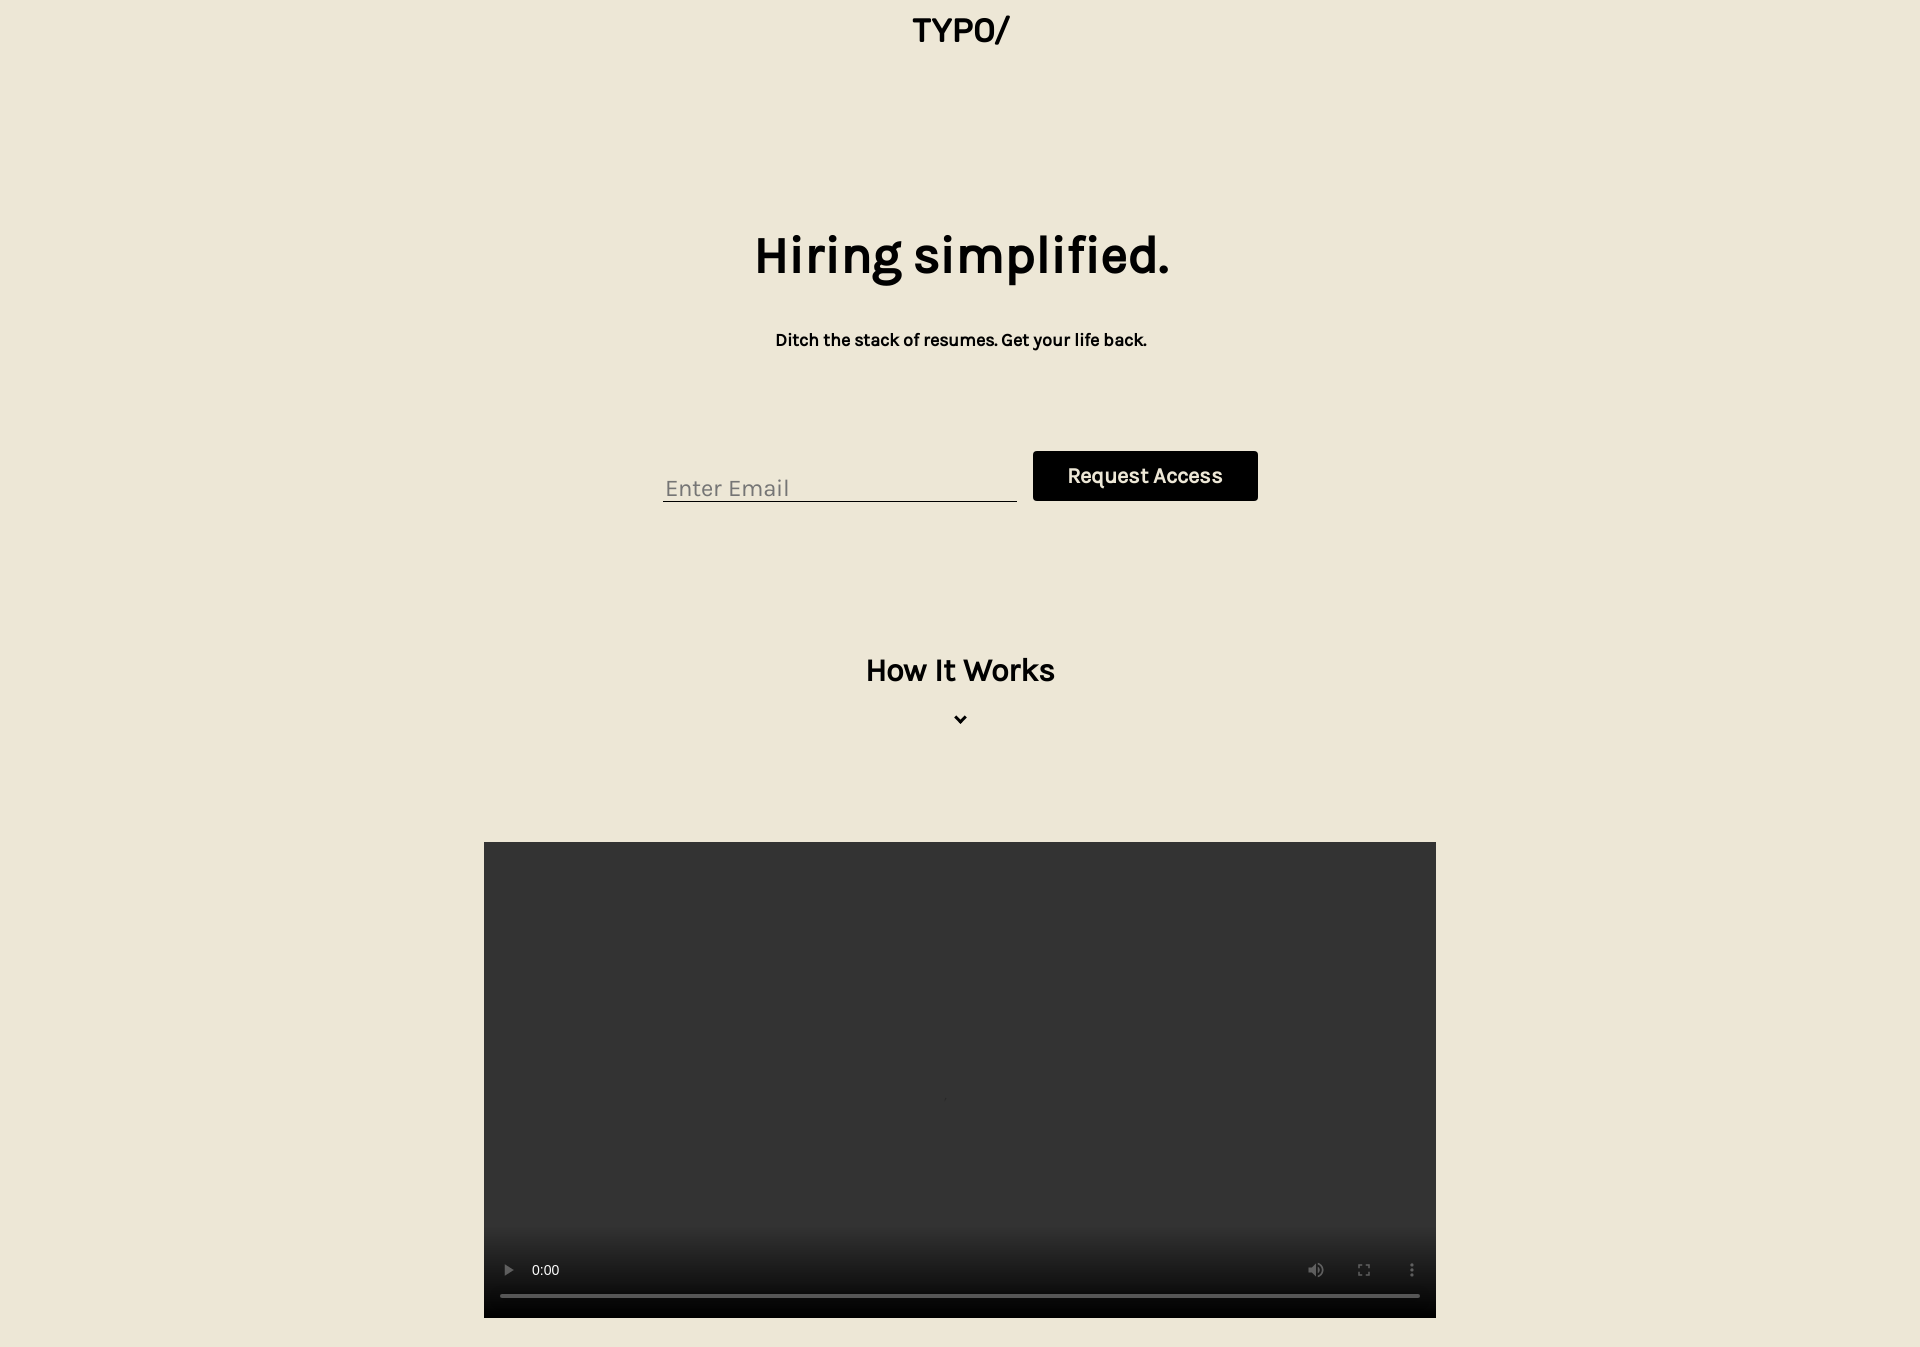 TYPO/
Hiring simplified.
Ditch the stack of resumes. Get your life back.
Enter Email
Request Access
How It Works
0:00